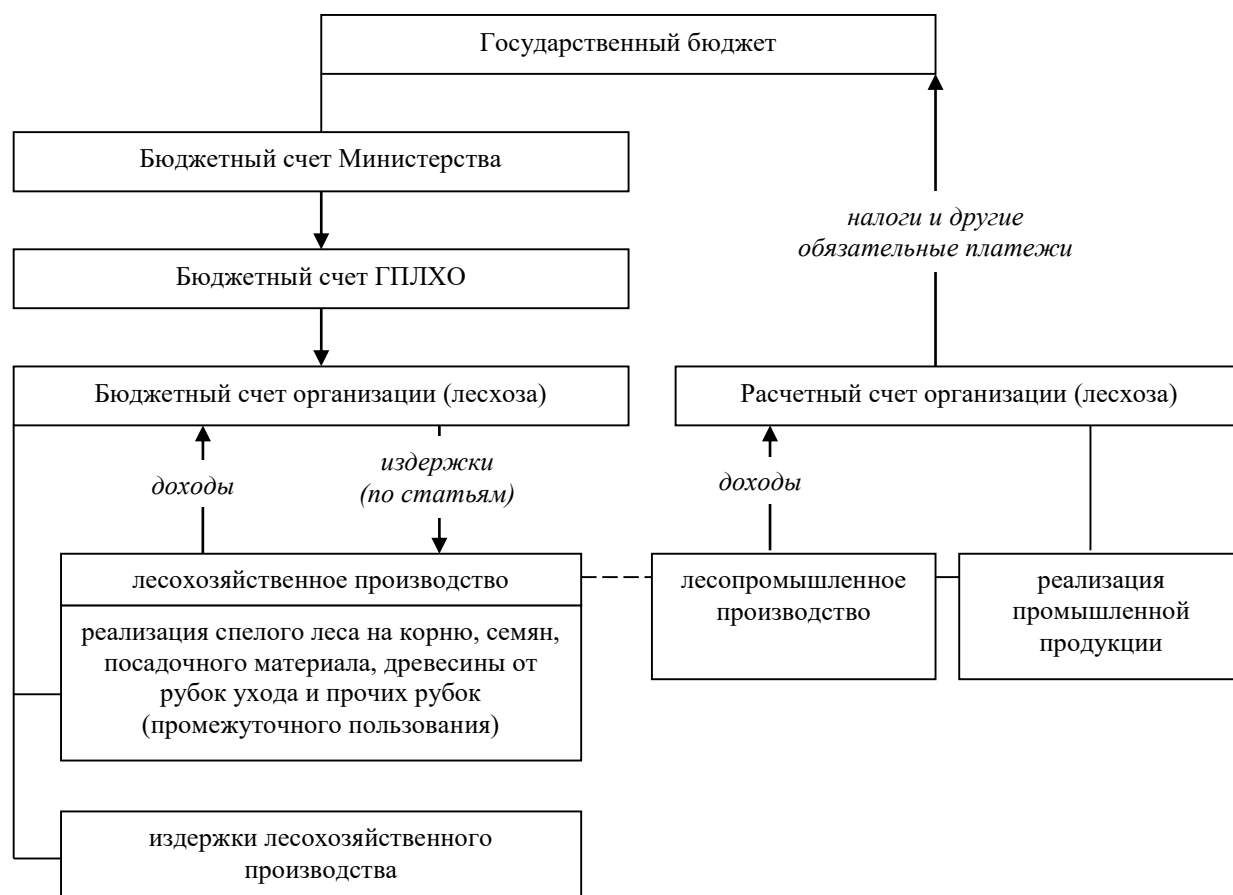 Государственный бюджет
Бюджетный счет Министерства
налоги и другие
обязательные платежи
Бюджетный счет ГПЛХО
Бюджетный счет организации (лесхоза)
Расчетный счет организации (лесхоза)
доходы
издержки
(по статьям)
доходы
лесохозяйственное производство
реализация спелого леса на корню, семян,
посадочного материала, древесины от
рубок ухода и прочих рубок
(промежуточного пользования)
лесопромышленное
производство
реализация
промышленной
продукции
издержки лесохозяйственного
производства